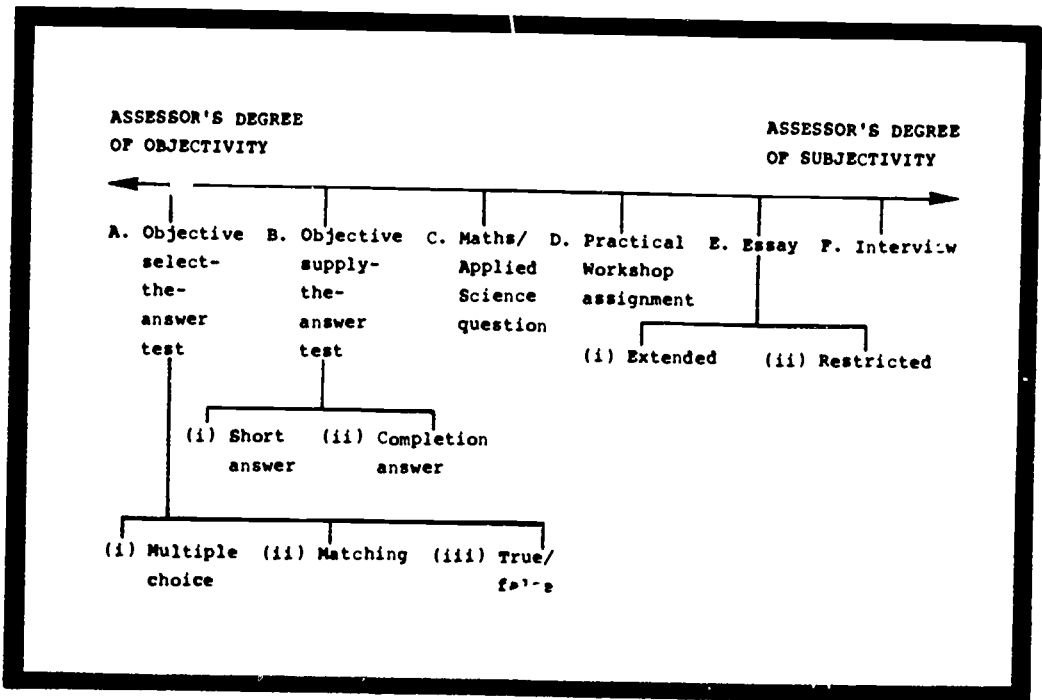 ASSESSOR'S DEGREE
OF OBJECTIVITY
ASSESSOR'S DEGREE
OF SUBJECTIVITY
A. Objective
select-
the-
answer
test
B. Objective
supply-
the-
answer
test
C. Maths/
Applied
Science
question
D. Practical
Workshop
assignment
E. Essay
F. Interview
(i) Extended
(ii) Restricted
(i) Short
answer
(ii) Completion
answer
(i) Multiple
choice
(ii) Matching
(iii) True/
false